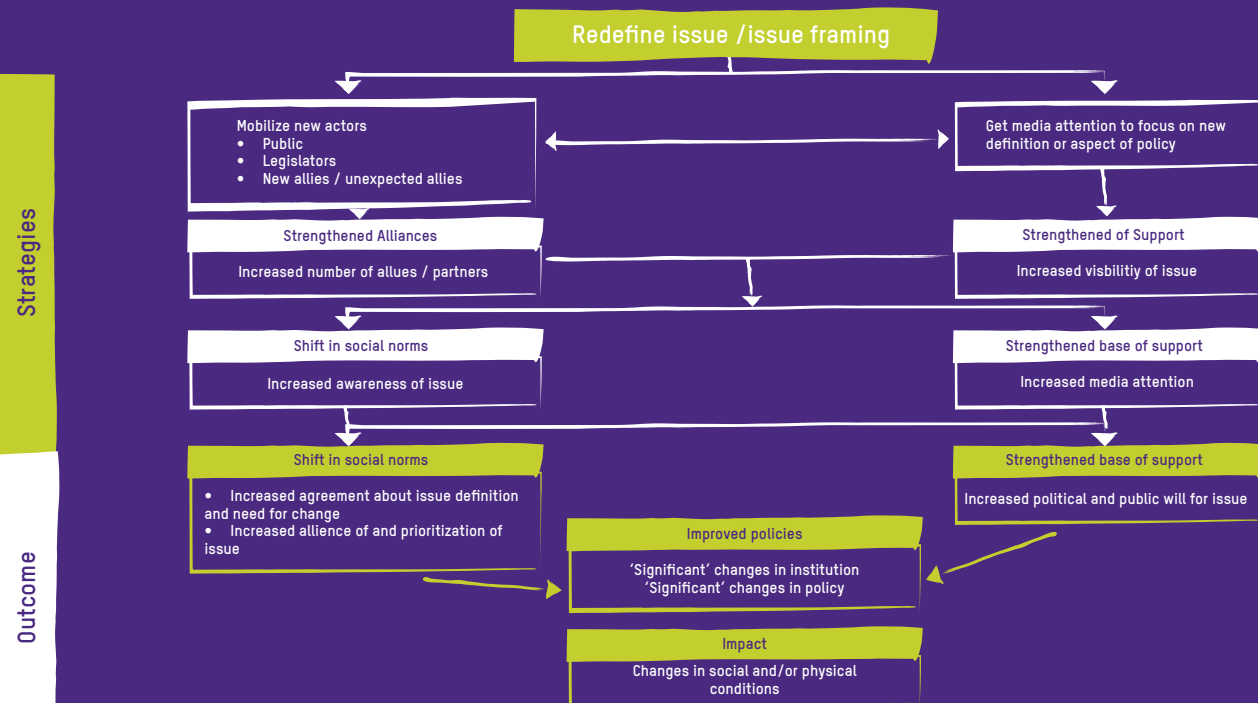 Redefine issue /issue framing
Strategies
Mobilize new actors
• Public
• Legislators
• New allies / unexpected allies
Get media attention to focus on new
definition or aspect of policy
Strengthened Alliances
Increased number of allues / partners
Strengthened of Support
Increased visbilitiy of issue
Shift in social norms
Increased awareness of issue
Strengthened base of support
Increased media attention
Outcome
Shift in social norms
• Increased agreement about issue definition
and need for change
• Increased allience of and prioritization of
issue
Strengthened base of support
Increased political and public will for issue
Improved policies
‘Significant’ changes in institution
‘Significant’ changes in policy
Impact
Changes in social and/or physical
conditions